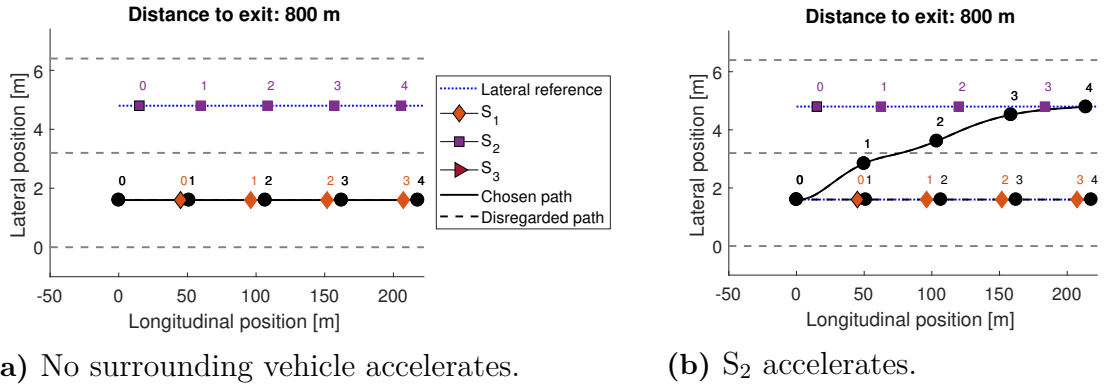 Distance to exit: 800 m
Lateral position [m]
6
4
2
0
0 1 2 3 4
0 0 1 1 2 2 3 3 4
-50 0 50 100 150 200
Longitudinal position [m]
Lateral reference
S1
S2
S3
Chosen path
Disregarded path
a) No surrounding vehicle accelerates.
Distance to exit: 800 m
Lateral position [m]
6
4
2
0
0 1 2 3 4
1 2 3
0 0 1 1 2 2 3 3 4
-50 0 50 100 150 200
Longitudinal position [m]
(b) S2 accelerates.